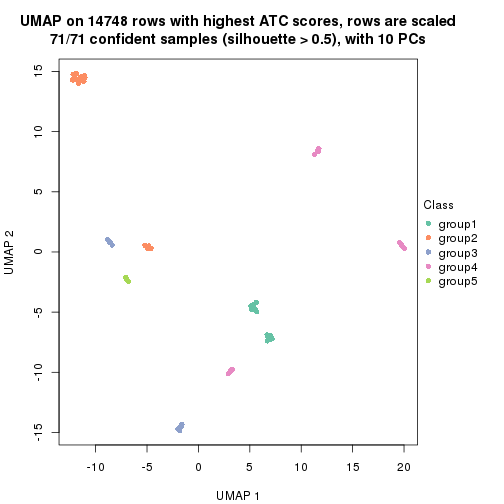 UMAP on 14748 rows with highest ATC scores, rows are scaled
71/71 confident samples (silhouette > 0.5), with 10 PCs
15
10
5
0
-5
-10
-15
UMAP 2
-10 -5 0 5 10 15 20
UMAP 1
Class
group1
group2
group3
group4
group5